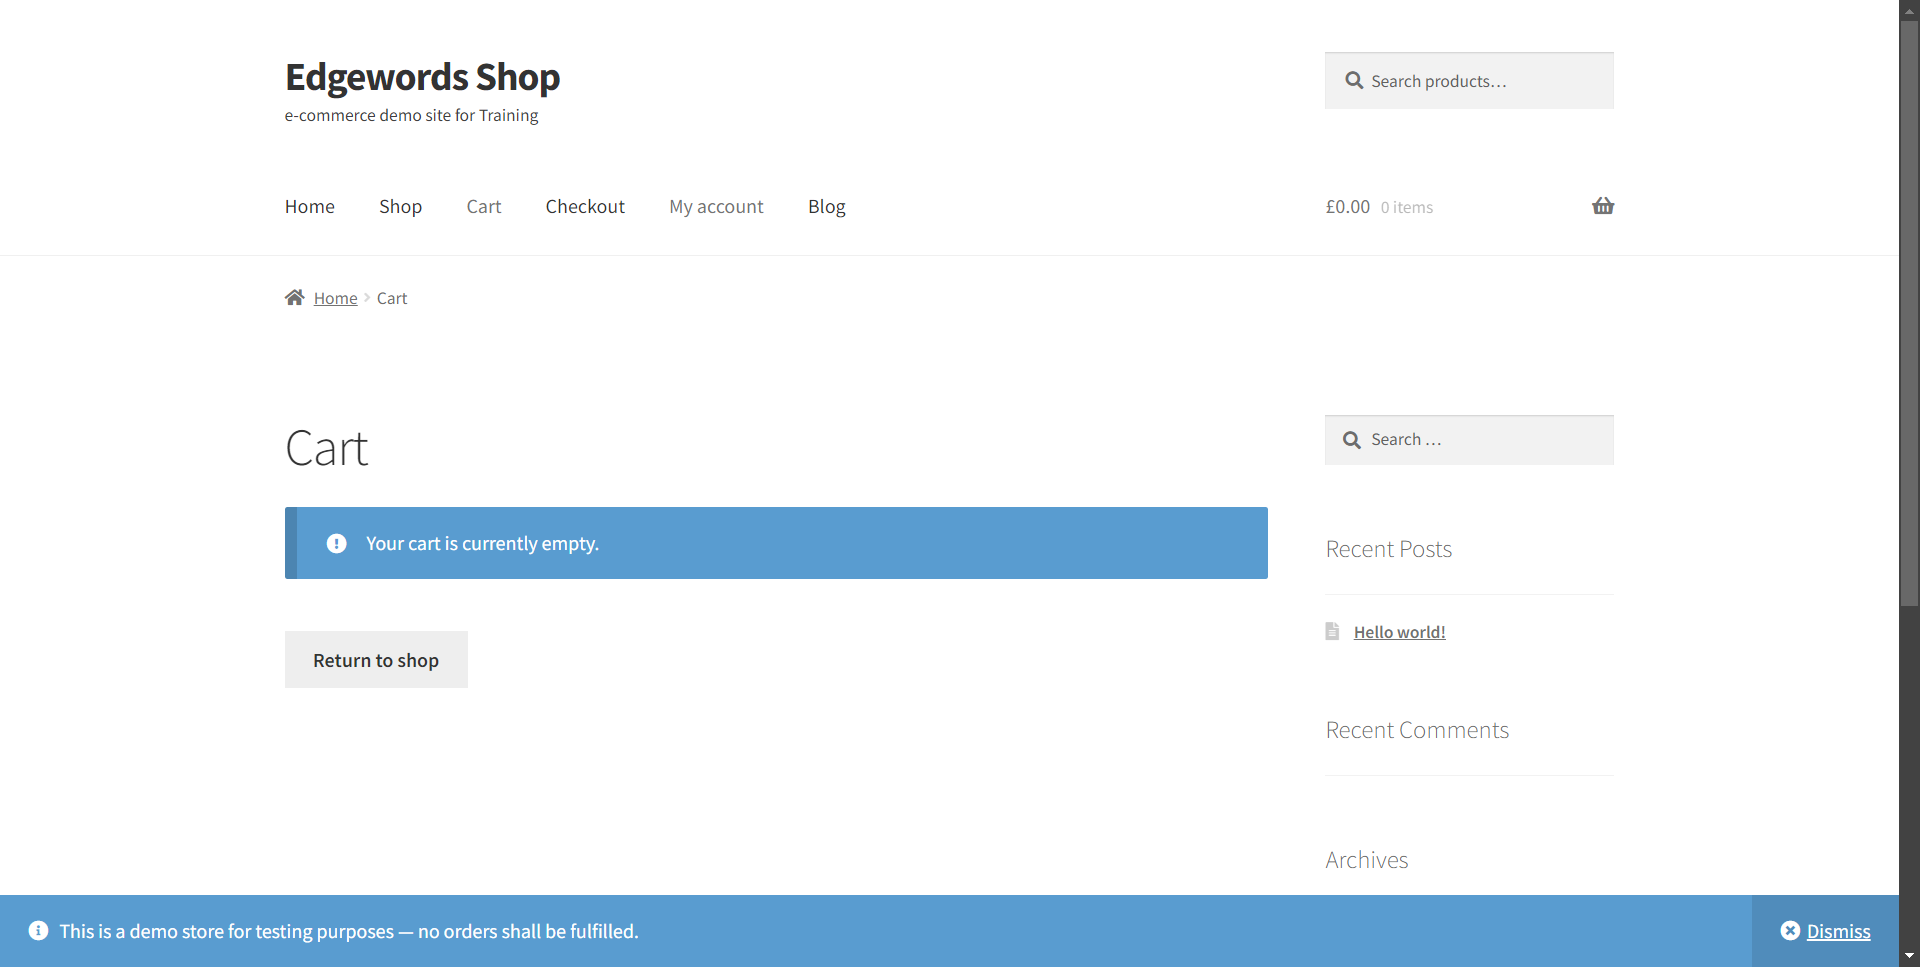 Edgewords Shop
e-commerce demo site for Training
Search products…
Home Shop Cart Checkout My account Blog
£0.00 0 items
Home Cart
Cart
Your cart is currently empty.
Return to shop
Search …
Recent Posts
Hello world!
Recent Comments
Archives
This is a demo store for testing purposes — no orders shall be fulfilled.
Dismiss